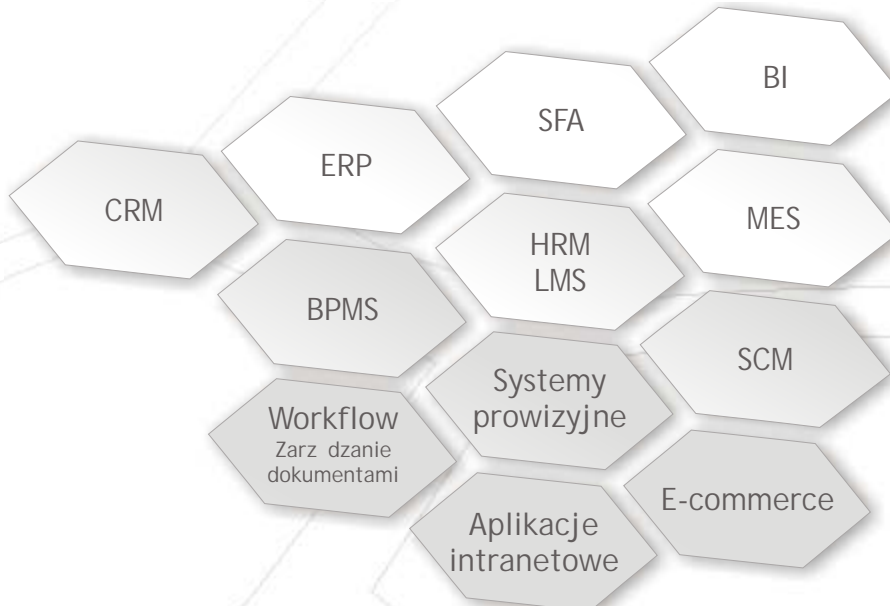 BI
SFA
ERP
CRM
MES
HRM
LMS
BPMS
SCM
Systemy
prowizyjne
Workflow
Zarz dzanie
dokumentami
E-commerce
Aplikacje
intranetowe